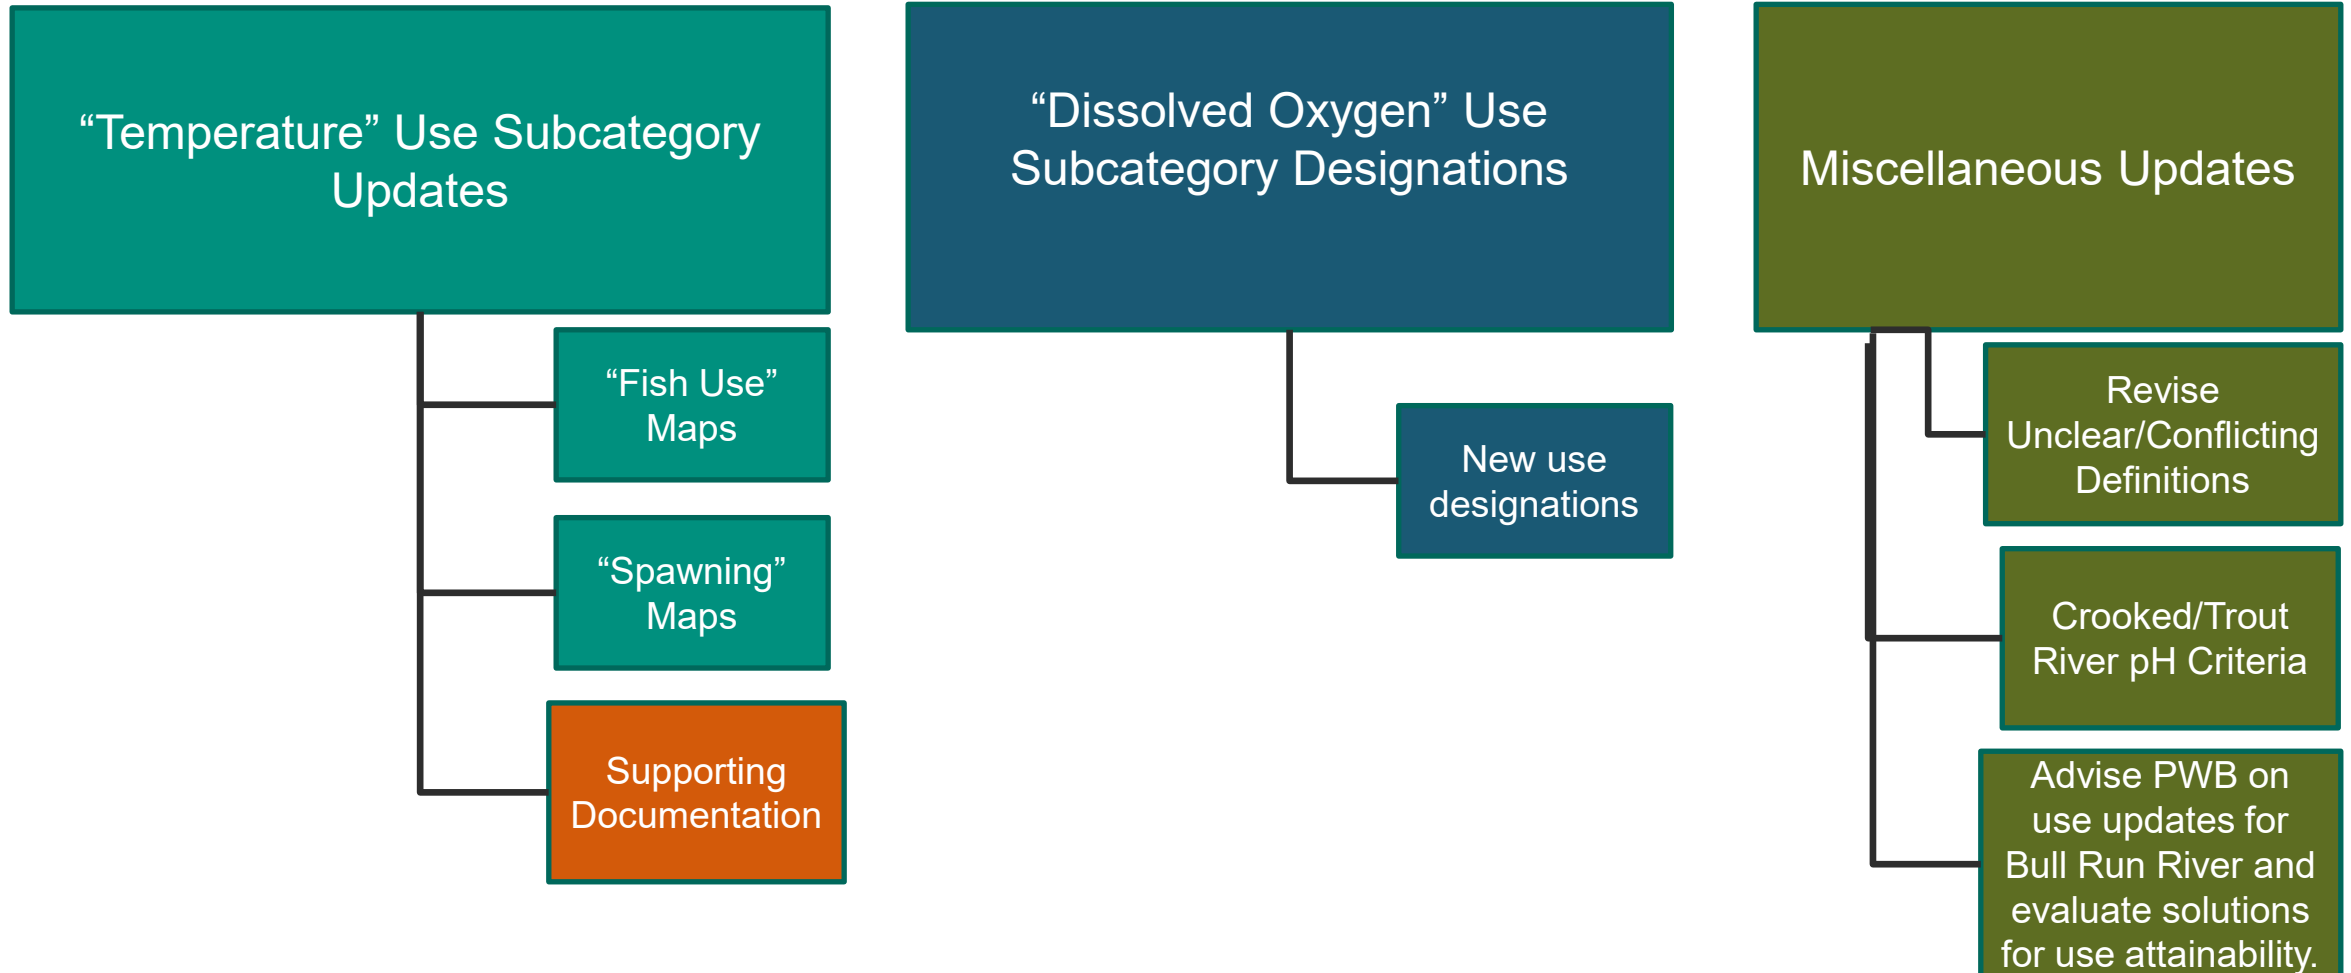 “Temperature” Use Subcategory
Updates
“Fish Use”
Maps
“Spawning”
Maps
Supporting
Documentation
“Dissolved Oxygen” Use
Subcategory Designations
New use
designations
Miscellaneous Updates
Revise
Unclear/Conflicting
Definitions
Crooked/Trout
River pH Criteria
Advise PWB on
use updates for
Bull Run River and
evaluate solutions
for use attainability.